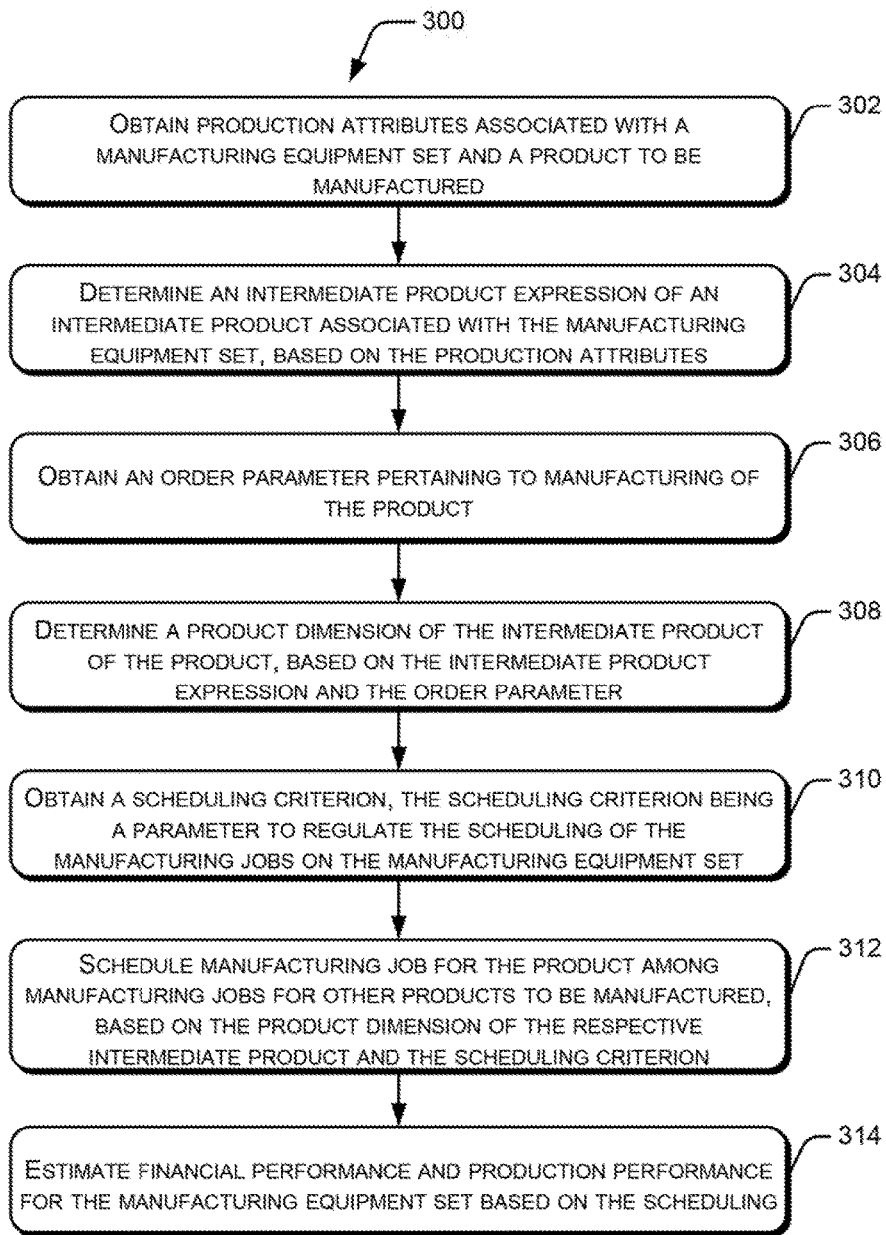 300
OBTAIN PRODUCTION ATTRIBUTES ASSOCIATED WITH A
MANUFACTURING EQUIPMENT SET AND A PRODUCT TO BE
MANUFACTURED
302
DETERMINE AN INTERMEDIATE PRODUCT EXPRESSION OF AN
INTERMEDIATE PRODUCT ASSOCIATED WITH THE MANUFACTURING
EQUIPMENT SET, BASED ON THE PRODUCTION ATTRIBUTES
304
OBTAIN AN ORDER PARAMETER PERTAINING TO MANUFACTURING OF
THE PRODUCT
306
DETERMINE A PRODUCT DIMENSION OF THE INTERMEDIATE PRODUCT
OF THE PRODUCT, BASED ON THE INTERMEDIATE PRODUCT
EXPRESSION AND THE ORDER PARAMETER
308
OBTAIN A SCHEDULING CRITERION, THE SCHEDULING CRITERION BEING
A PARAMETER TO REGULATE THE SCHEDULING OF THE
MANUFACTURING JOBS ON THE MANUFACTURING EQUIPMENT SET
310
SCHEDULE MANUFACTURING JOB FOR THE PRODUCT AMONG
MANUFACTURING JOBS FOR OTHER PRODUCTS TO BE MANUFACTURED,
BASED ON THE PRODUCT DIMENSION OF THE RESPECTIVE
INTERMEDIATE PRODUCT AND THE SCHEDULING CRITERION
312
ESTIMATE FINANCIAL PERFORMANCE AND PRODUCTION PERFORMANCE
FOR THE MANUFACTURING EQUIPMENT SET BASED ON THE SCHEDULING
314